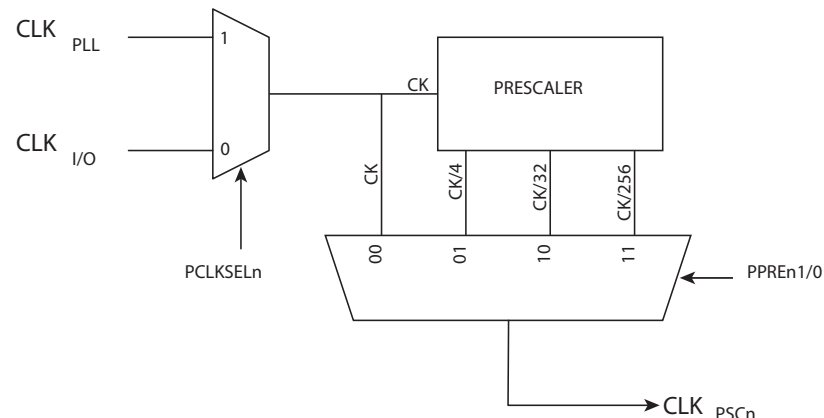 CLK PLL
1
CK
PRESCALER
CLK I/O
0
CK
CK/4
CK/32
CK/256
00
01
10
11
PCLKSELn
PPREn1/0
CLK PSCn